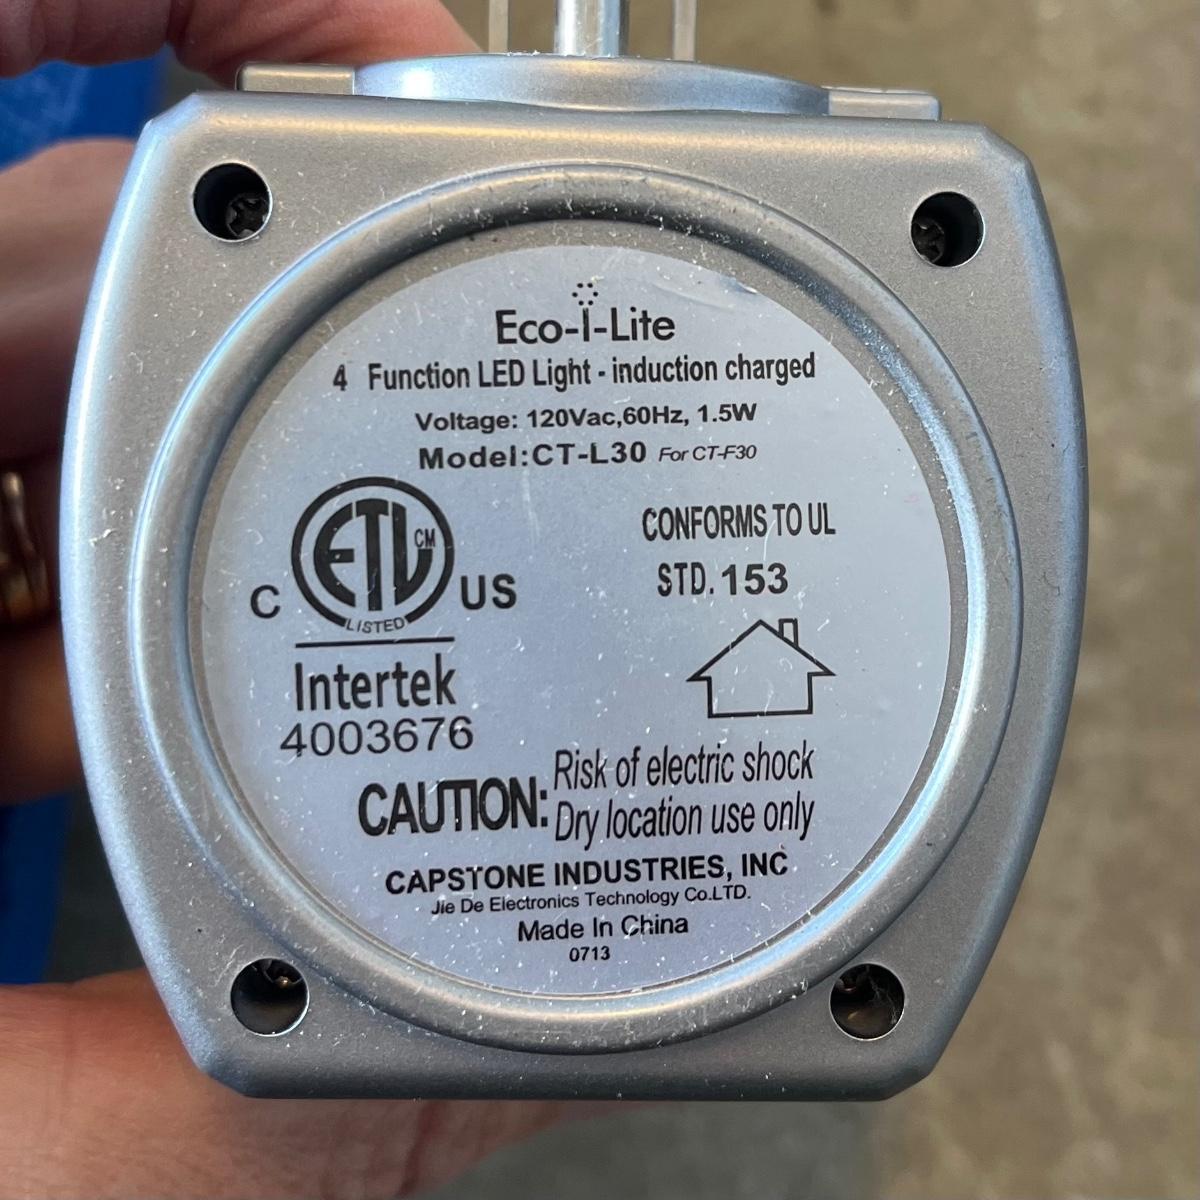 Eco-i-Lite
4 Function LED Light - induction charged
Voltage: 120Vac,60Hz, 1.5W
Model:CT-L30 For CT-F30
ETL CM
C US
LISTED
Intertek
4003676
CONFORMS TO UL
STD. 153
CAUTION: Risk of electric shock
Dry location use only
CAPSTONE INDUSTRIES, INC
Jie De Electronics Technology Co.LTD.
Made In China
0713